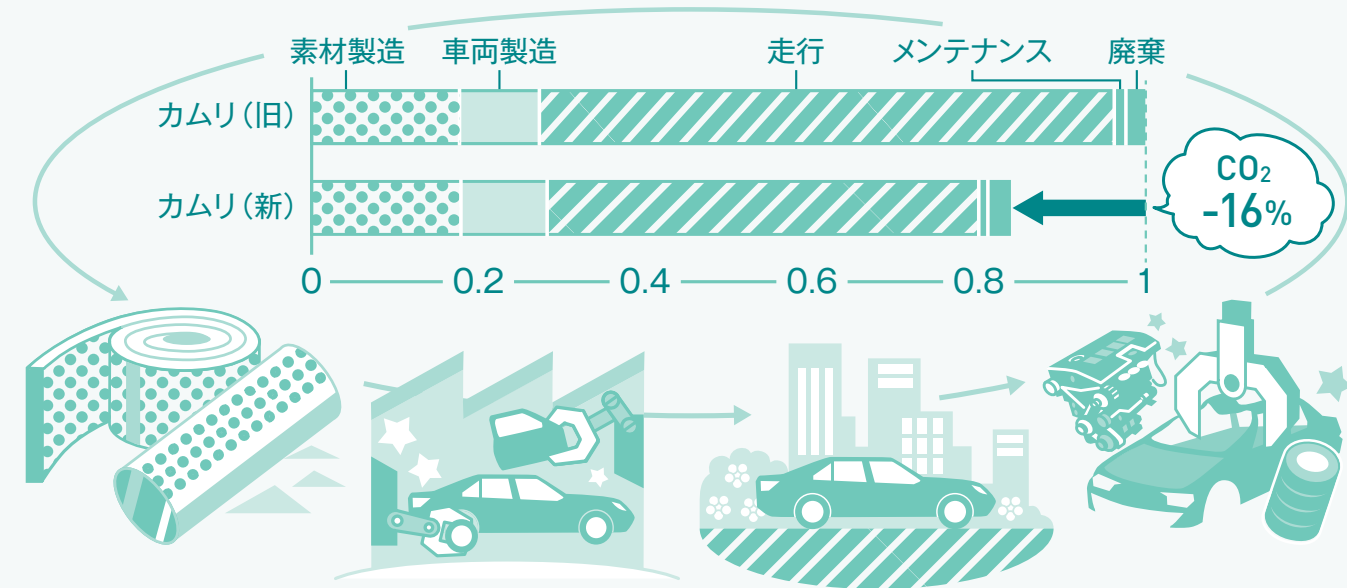 素材製造 車両製造 走行 メンテナンス 廃棄
カムリ（旧）
カムリ（新）
CO₂
-16%
0 0.2 0.4 0.6 0.8 1